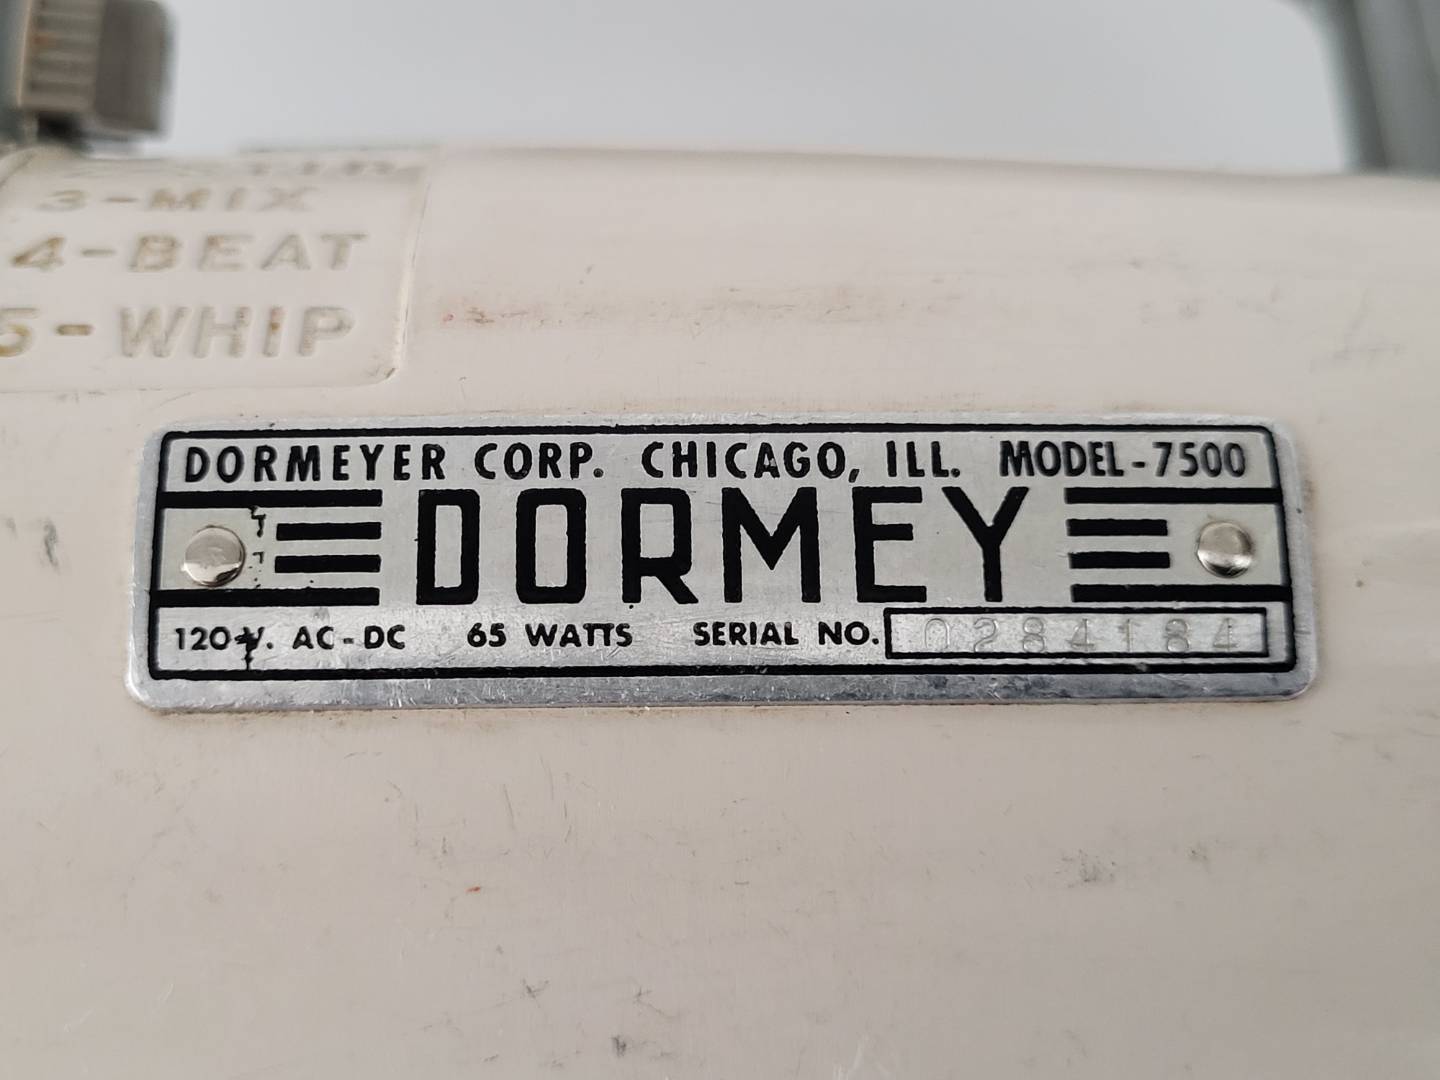 3-MIX
4-BEAT
5-WHIP
DORMEYER CORP. CHICAGO, ILL. MODEL-7500
DORMEY
120 V. AC-DC 65 WATTS SERIAL NO. 0284184